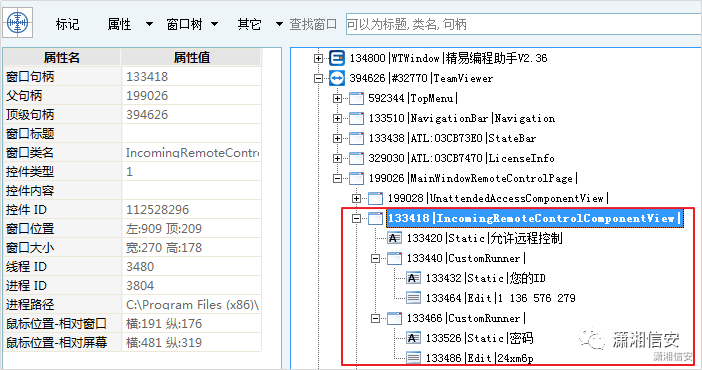 标记 属性 窗口树 其它 查找窗口 可以为标题, 类名, 句柄
属性名 属性值
窗口句柄 133418
父句柄 199026
顶级句柄 394626
窗口标题
窗口类名 IncomingRemoteContro
控件类型 1
控件内容
控件 ID 112528296
窗口位置 左:909 顶:209
窗口大小 宽:270 高:178
线程 ID 3480
进程 ID 3804
进程路径 C:\Program Files (x86)\
鼠标位置-相对窗口 横:191 纵:176
鼠标位置-相对屏幕 横:481 纵:319
134800|WTWindow|精易编程助手V2.36
394626|#32770|TeamViewer
592344|TopMenu|
133510|NavigationBar|Navigation
133438|ATL:03CB73E0|StateBar
329030|ATL:03CB7470|LicenseInfo
199026|MainWindowRemoteControlPage|
199028|UnattendedAccessComponentView|
133418|IncomingRemoteControlComponentView|
133420|Static|允许远程控制
133440|CustomRunner|
133432|Static|您的ID
133464|Edit|1 136 576 279
133466|CustomRunner|
133526|Static|密码
133486|Edit|24xm6p
潇湘信安
潇湘信安